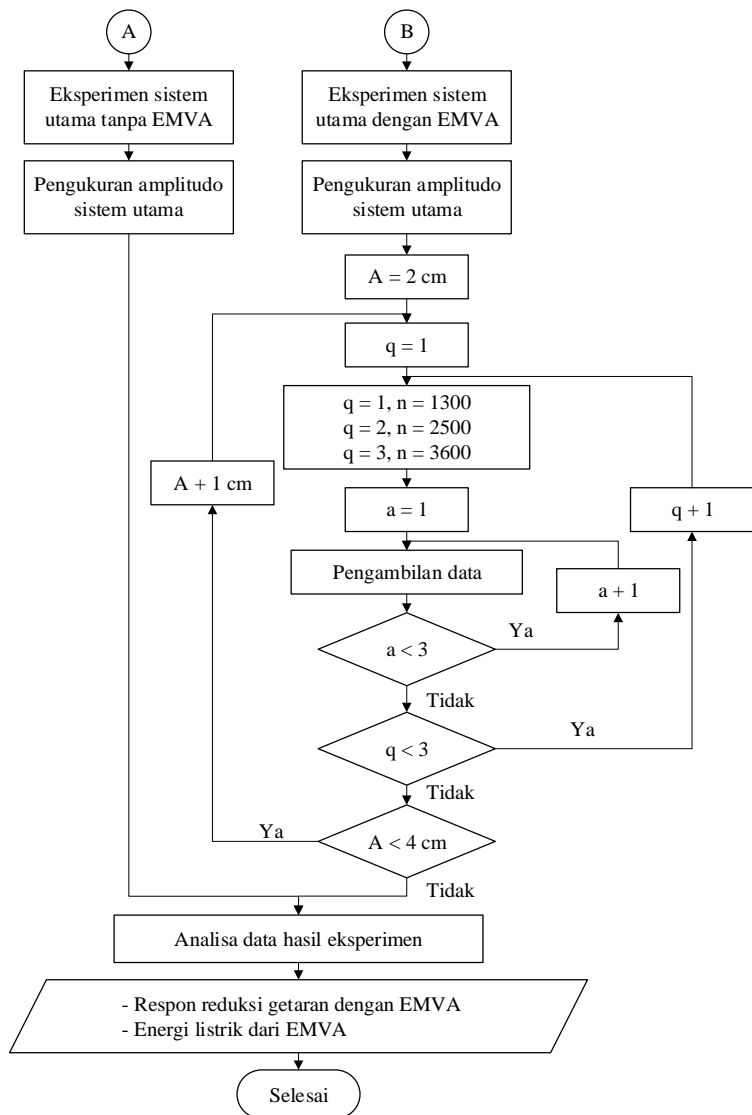 A
Eksperimen sistem
utama tanpa EMVA
Pengukuran amplitudo
sistem utama
B
Eksperimen sistem
utama dengan EMVA
Pengukuran amplitudo
sistem utama
A = 2 cm
q = 1
q = 1, n = 1300
q = 2, n = 2500
q = 3, n = 3600
A + 1 cm
a = 1
q + 1
Pengambilan data
a + 1
a < 3
Ya
Tidak
q < 3
Ya
Tidak
A < 4 cm
Ya
Tidak
Analisa data hasil eksperimen
- Respon reduksi getaran dengan EMVA
- Energi listrik dari EMVA
Selesai